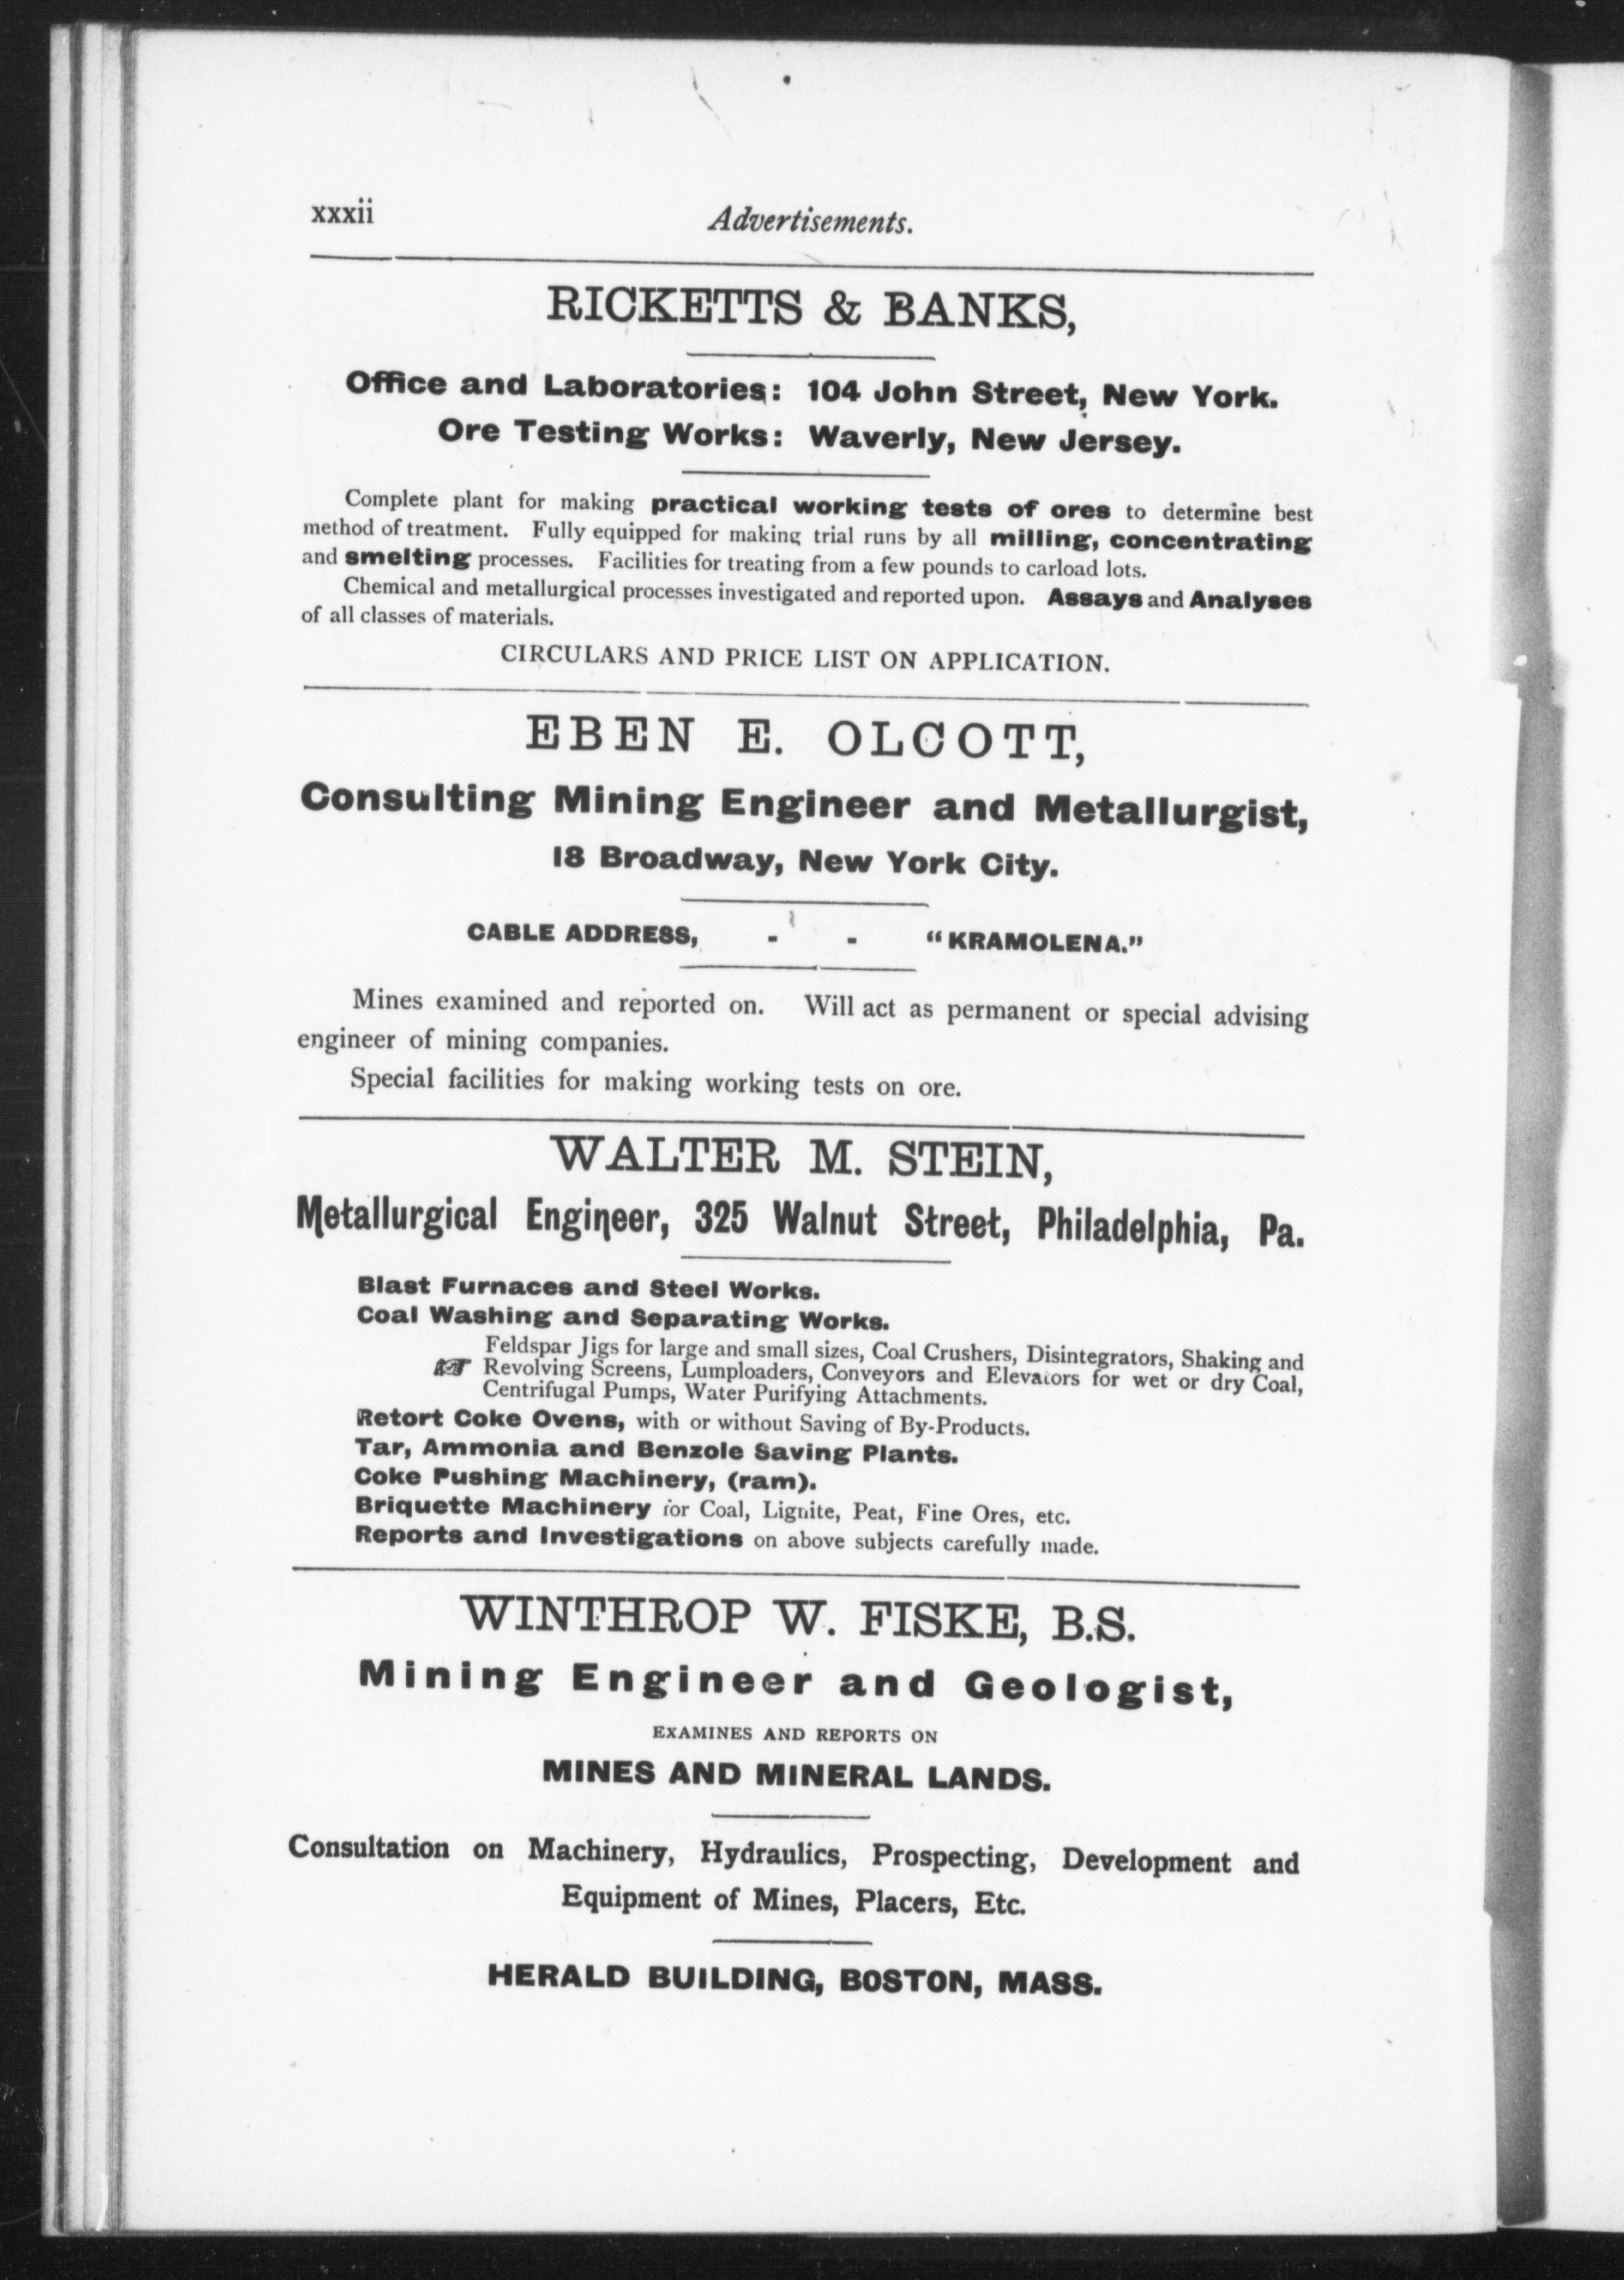 xxxii
Advertisements.
RICKETTS & BANKS,
Office and Laboratories: 104 John Street, New York.
Ore Testing Works: Waverly, New Jersey.
Complete plant for making practical working tests of ores to determine best
method of treatment. Fully equipped for making trial runs by all milling, concentrating
and smelting processes. Facilities for treating from a few pounds to carload lots.
Chemical and metallurgical processes investigated and reported upon. Assays and Analyses
of all classes of materials.
CIRCULARS AND PRICE LIST ON APPLICATION.
EBEN E. OLCOTT,
Consulting Mining Engineer and Metallurgist,
18 Broadway, New York City.
CABLE ADDRESS, - - "KRAMOLENA."
Mines examined and reported on. Will act as permanent or special advising
engineer of mining companies.
Special facilities for making working tests on ore.
WALTER M. STEIN,
Metallurgical Engineer, 325 Walnut Street, Philadelphia, Pa.
Blast Furnaces and Steel Works.
Coal Washing and Separating Works.
Feldspar Jigs for large and small sizes, Coal Crushers, Disintegrators, Shaking and
Revolving Screens, Lumploaders, Conveyors and Elevators for wet or dry Coal,
Centrifugal Pumps, Water Purifying Attachments.
Retort Coke Ovens, with or without Saving of By-Products.
Tar, Ammonia and Benzole Saving Plants.
Coke Pushing Machinery, (ram).
Briquette Machinery for Coal, Lignite, Peat, Fine Ores, etc.
Reports and Investigations on above subjects carefully made.
WINTHROP W. FISKE, B.S.
Mining Engineer and Geologist,
EXAMINES AND REPORTS ON
MINES AND MINERAL LANDS.
Consultation on Machinery, Hydraulics, Prospecting, Development and
Equipment of Mines, Placers, Etc.
HERALD BUILDING, BOSTON, MASS.